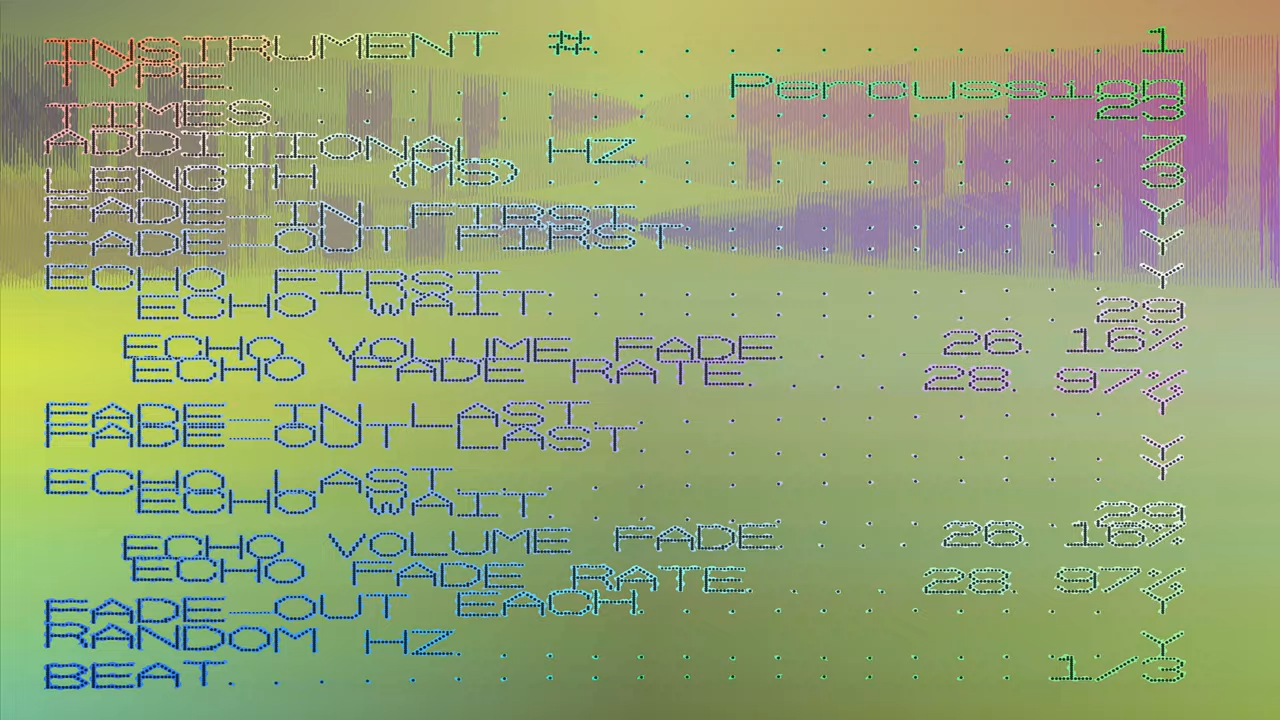 INSTRUMENT #............1
TYPE...........Percussion
TIMES..................23
ADDITIONAL HZ...........7
LENGTH (MS).............3
FADE-IN FIRST...........Y
FADE-OUT FIRST..........Y
ECHO FIRST..............Y
ECHO WAIT............29
ECHO VOLUME FADE....26.16%
ECHO FADE RATE.....28.97%
FADE-IN LAST............Y
FADE-OUT LAST...........Y
ECHO LAST...............Y
ECHO WAIT............29
ECHO VOLUME FADE....26.16%
ECHO FADE RATE.....28.97%
FADE-OUT EACH...........Y
RANDOM HZ...............Y
BEAT..................1/3